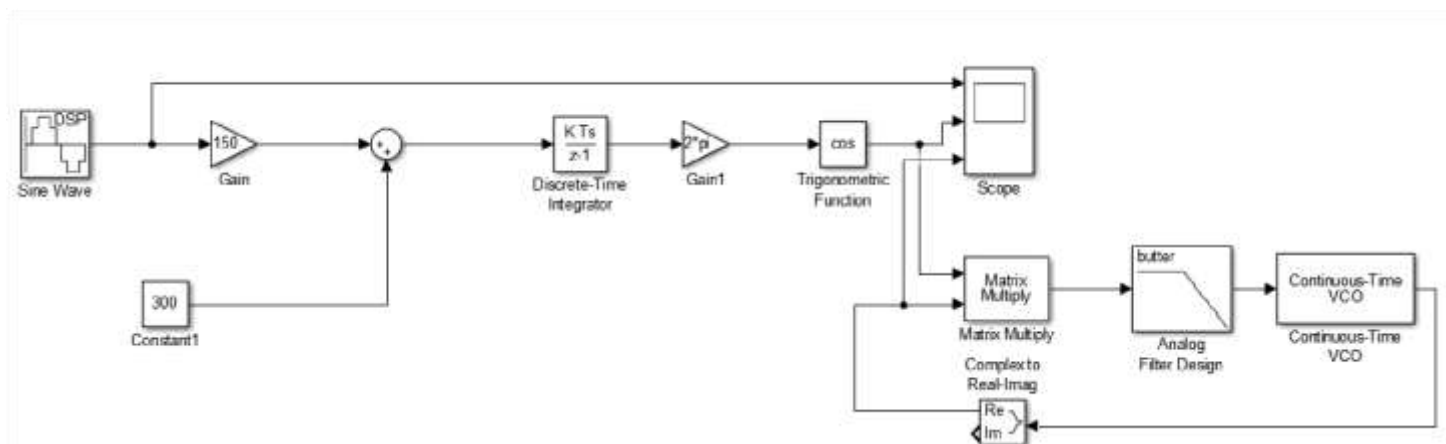 DSP
Sine Wave
150
Gain
300
Constant1
K Ts
z-1
Discrete-Time
Integrator
2*pi
Gain1
cos
Trigonometric
Function
Scope
Matrix
Multiply
Matrix Multiply
butter
Analog
Filter Design
Continuous-Time
VCO
Continuous-Time
VCO
Complex to
Real-Imag
Re
Im